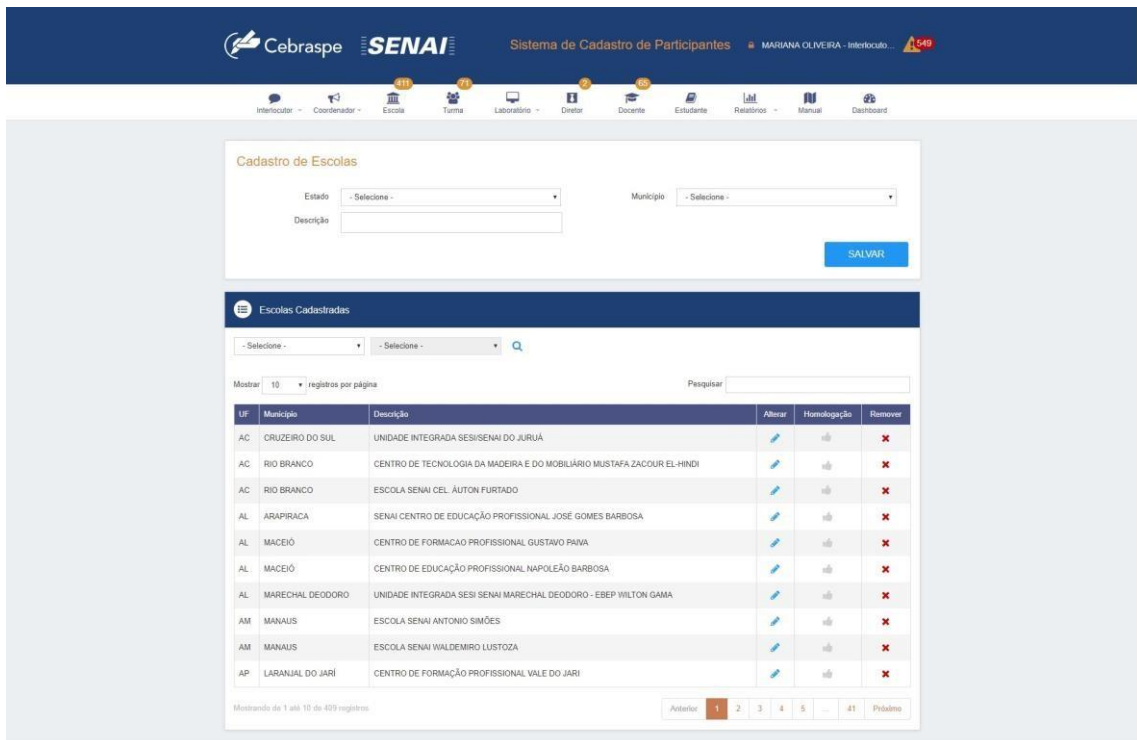 Cebraspe SENAI Sistema de Cadastro de Participantes MARIANA OLIVEIRA - Interlocuto... 549
411 71 2 65
Interlocutor Coordenador Escola Turma Laboratório Diretor Docente Estudante Relatórios Manual Dashboard
Cadastro de Escolas
Estado - Selecione - Município - Selecione -
Descrição
SALVAR
Escolas Cadastradas
- Selecione - - Selecione -
Mostrar 10 registros por página Pesquisar
UF Município Descrição Alterar Homologação Remover
AC CRUZEIRO DO SUL UNIDADE INTEGRADA SESI/SENAI DO JURUÁ
AC RIO BRANCO CENTRO DE TECNOLOGIA DA MADEIRA E DO MOBILIÁRIO MUSTAFA ZACOUR EL-HINDI
AC RIO BRANCO ESCOLA SENAI CEL. ÁUTON FURTADO
AL ARAPIRACA SENAI CENTRO DE EDUCAÇÃO PROFISSIONAL JOSÉ GOMES BARBOSA
AL MACEIÓ CENTRO DE FORMACAO PROFISSIONAL GUSTAVO PAIVA
AL MACEIÓ CENTRO DE EDUCAÇÃO PROFISSIONAL NAPOLEÃO BARBOSA
AL MARECHAL DEODORO UNIDADE INTEGRADA SESI SENAI MARECHAL DEODORO - EBEP WILTON GAMA
AM MANAUS ESCOLA SENAI ANTONIO SIMÕES
AM MANAUS ESCOLA SENAI WALDEMIRO LUSTOZA
AP LARANJAL DO JARÍ CENTRO DE FORMAÇÃO PROFISSIONAL VALE DO JARI
Mostrando de 1 até 10 de 409 registros Anterior 1 2 3 4 5 ... 41 Próximo